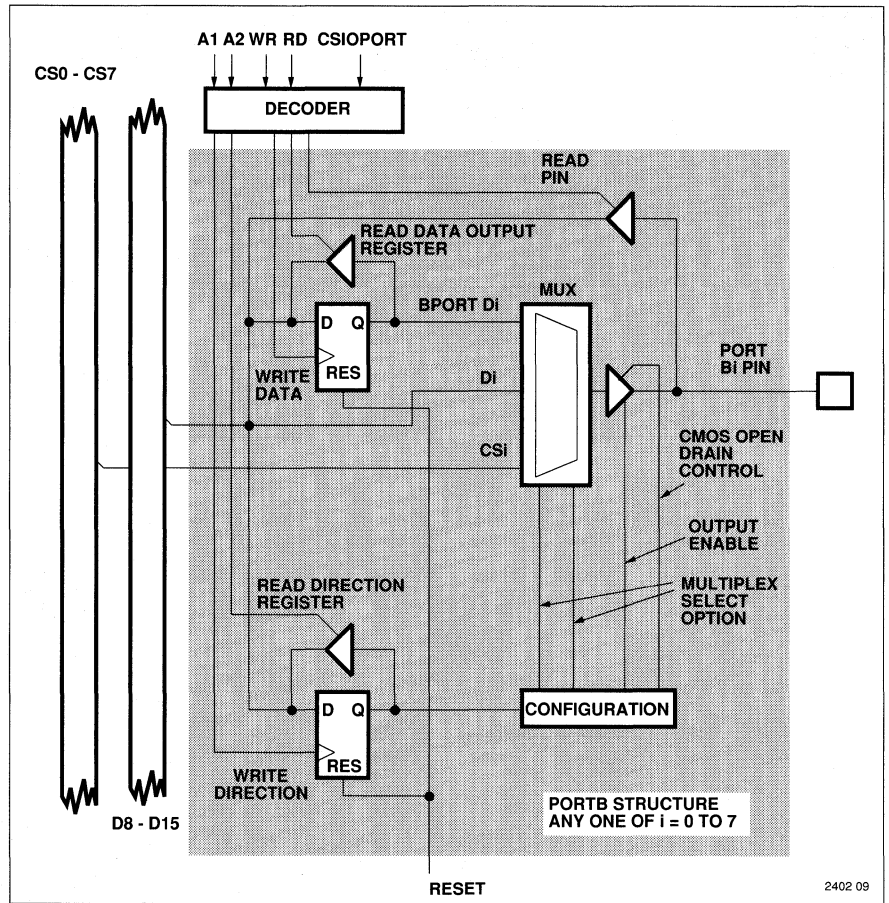 A1 A2 WR RD CSIOPORT
CS0 - CS7
DECODER
READ
PIN
READ DATA OUTPUT
REGISTER
MUX
BPORT Di
D Q
RES
WRITE
DATA
Di
CSi
PORT
Bi PIN
CMOS OPEN
DRAIN
CONTROL
OUTPUT
ENABLE
MULTIPLEX
SELECT
OPTION
READ DIRECTION
REGISTER
D Q
RES
CONFIGURATION
WRITE
DIRECTION
PORTB STRUCTURE
ANY ONE OF i = 0 TO 7
D8 - D15
RESET
2402 09